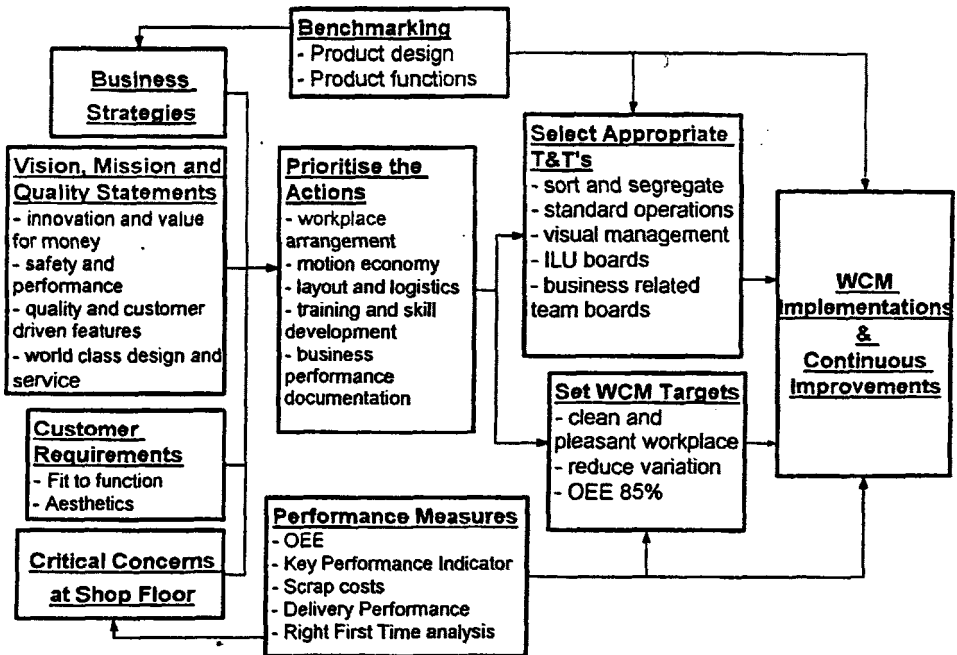 Benchmarking
- Product design
- Product functions
Business
Strategies
Vision, Mission and
Quality Statements
- innovation and value
for money
- safety and
performance
- quality and customer
driven features
- world class design and
service
Customer
Requirements
- Fit to function
- Aesthetics
Critical Concerns
at Shop Floor
Prioritise the
Actions
- workplace
arrangement
- motion economy
- layout and logistics
- training and skill
development
- business
performance
documentation
Performance Measures
- OEE
- Key Performance Indicator
- Scrap costs
- Delivery Performance
- Right First Time analysis
Select Appropriate
T&T's
- sort and segregate
- standard operations
- visual management
- ILU boards
- business related
team boards
Set WCM Targets
- clean and
pleasant workplace
- reduce variation
- OEE 85%
WCM
Implementations
&
Continuous
Improvements